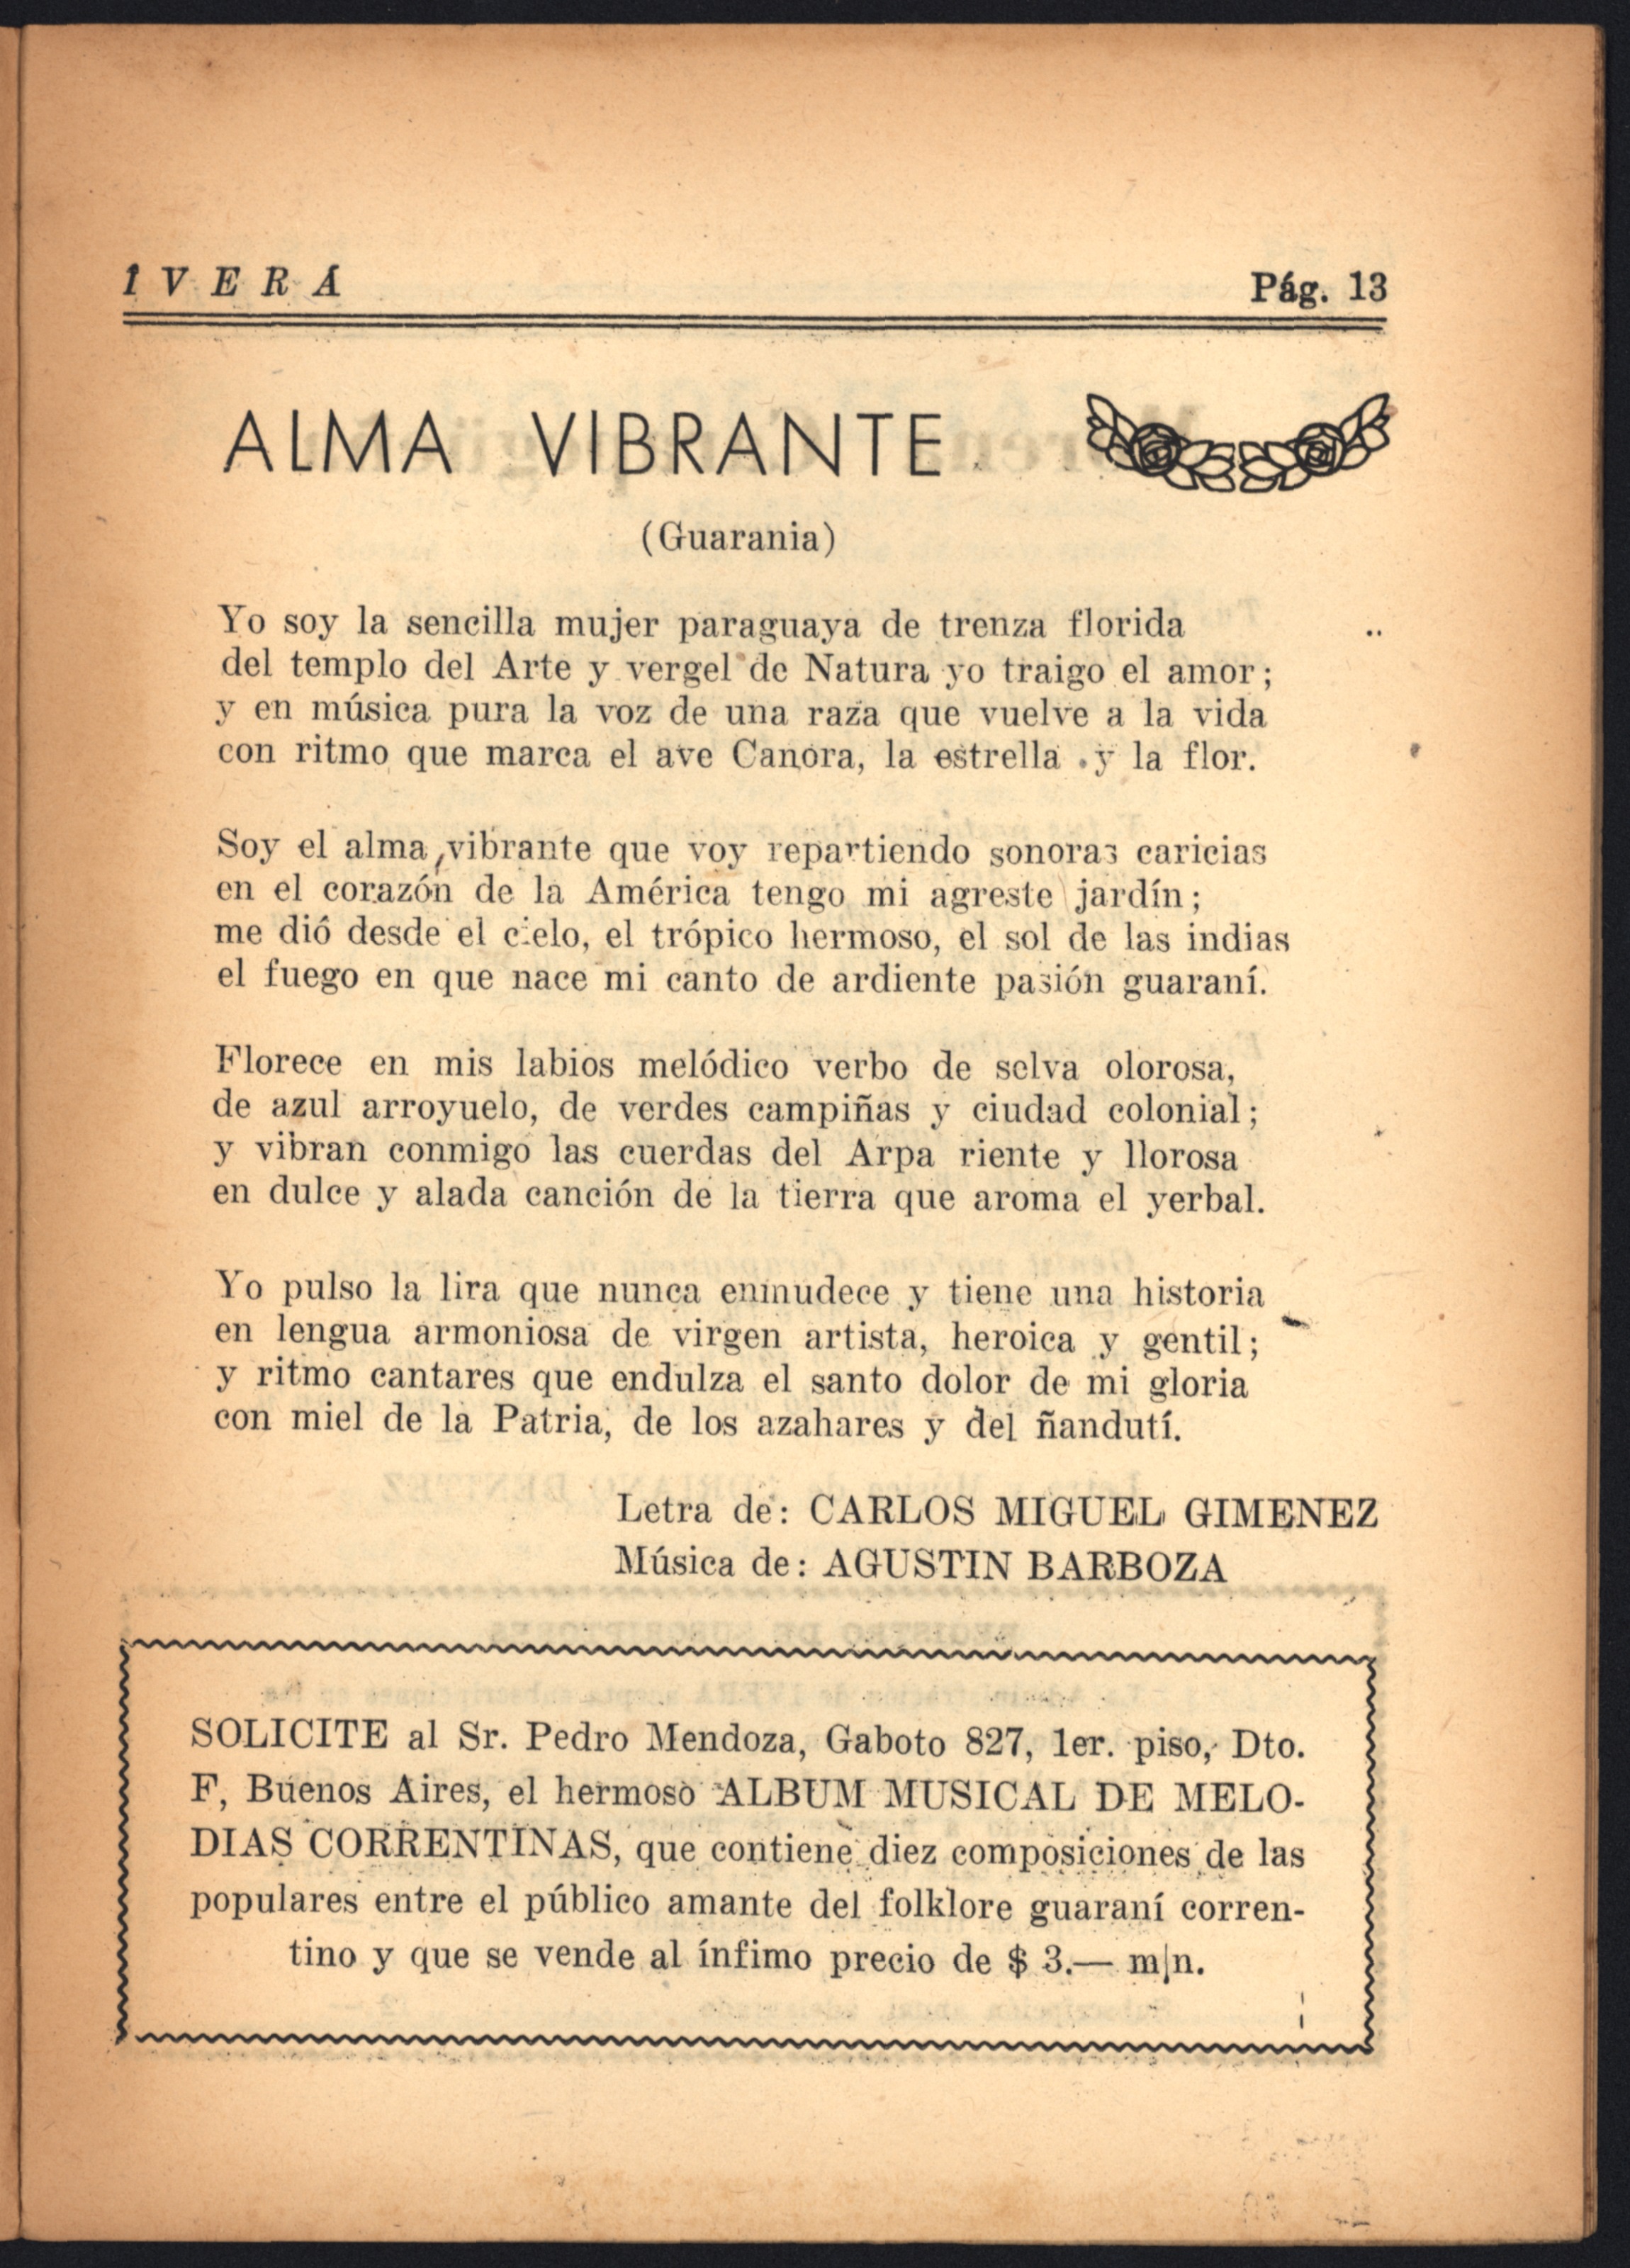 IVERÁ
Pág. 13
ALMA VIBRANTE
(Guarania)
Yo soy la sencilla mujer paraguaya de trenza florida
del templo del Arte y vergel de Natura yo traigo el amor;
y en música pura la voz de una raza que vuelve a la vida
con ritmo que marca el ave Canora, la estrella y la flor.
Soy el alma vibrante que voy repartiendo sonoras caricias
en el corazón de la América tengo mi agreste jardín;
me dió desde el cielo, el trópico hermoso, el sol de las indias
el fuego en que nace mi canto de ardiente pasión guaraní.
Florece en mis labios melódico verbo de selva olorosa,
de azul arroyuelo, de verdes campiñas y ciudad colonial;
y vibran conmigo las cuerdas del Arpa riente y llorosa
en dulce y alada canción de la tierra que aroma el yerbal.
Yo pulso la lira que nunca enmudece y tiene una historia
en lengua armoniosa de virgen artista, heroica y gentil;
y ritmo cantares que endulza el santo dolor de mi gloria
con miel de la Patria, de los azahares y del ñandutí.
Letra de: CARLOS MIGUEL GIMENEZ
Música de: AGUSTIN BARBOZA
SOLICITE al Sr. Pedro Mendoza, Gaboto 827, 1er. piso, Dto.
F, Buenos Aires, el hermoso ALBUM MUSICAL DE MELO-
DIAS CORRENTINAS, que contiene diez composiciones de las
populares entre el público amante del folklore guaraní corren-
tino y que se vende al ínfimo precio de $ 3.— m|n.